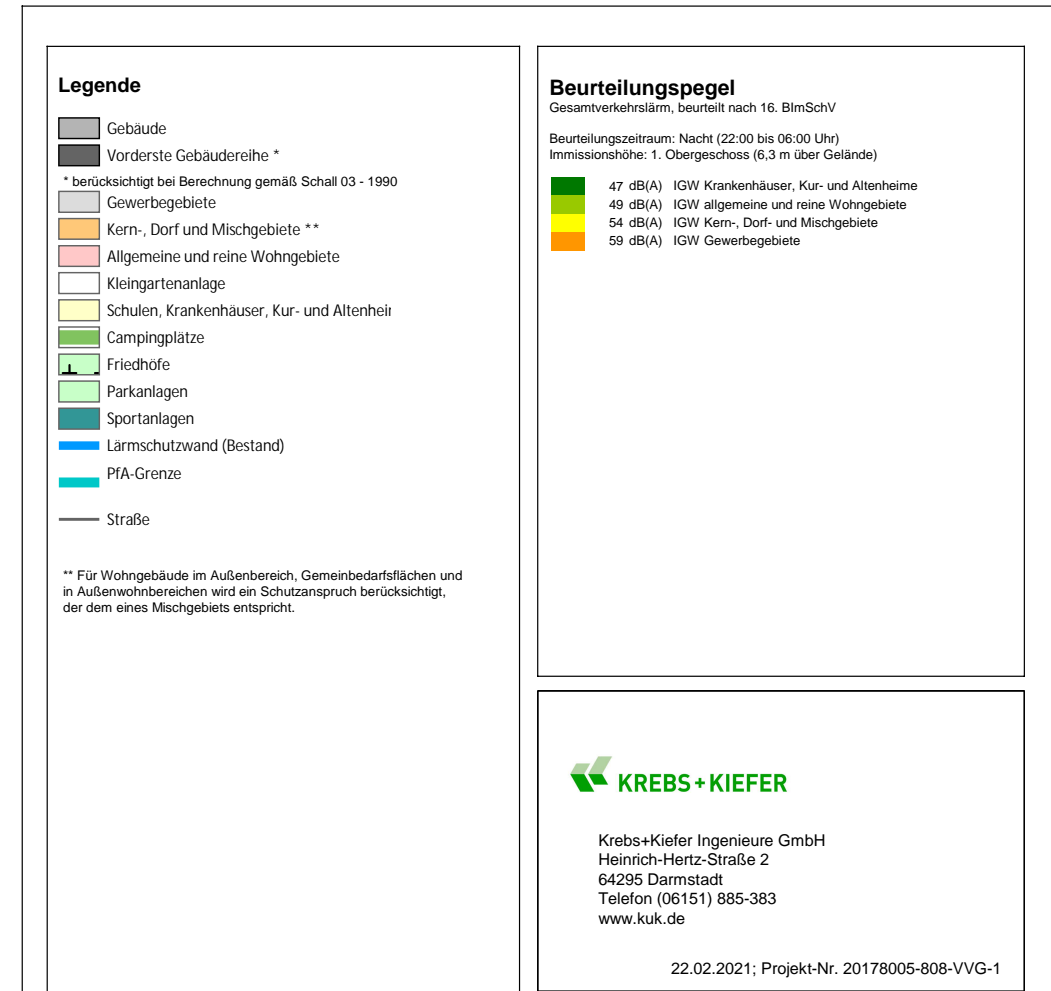 Legende
Gebäude
Vorderste Gebäudereihe *
* berücksichtigt bei Berechnung gemäß Schall 03 - 1990
Gewerbegebiete
Kern-, Dorf und Mischgebiete **
Allgemeine und reine Wohngebiete
Kleingartenanlage
Schulen, Krankenhäuser, Kur- und Altenheir
Campingplätze
Friedhöfe
Parkanlagen
Sportanlagen
Lärmschutzwand (Bestand)
PfA-Grenze
Straße
** Für Wohngebäude im Außenbereich, Gemeinbedarfsflächen und
in Außenwohnbereichen wird ein Schutzanspruch berücksichtigt,
der dem eines Mischgebiets entspricht.
Beurteilungspegel
Gesamtverkehrslärm, beurteilt nach 16. BImSchV
Beurteilungszeitraum: Nacht (22:00 bis 06:00 Uhr)
Immissionshöhe: 1. Obergeschoss (6,3 m über Gelände)
47 dB(A) IGW Krankenhäuser, Kur- und Altenheime
49 dB(A) IGW allgemeine und reine Wohngebiete
54 dB(A) IGW Kern-, Dorf- und Mischgebiete
59 dB(A) IGW Gewerbegebiete
KREBS+KIEFER
Krebs+Kiefer Ingenieure GmbH
Heinrich-Hertz-Straße 2
64295 Darmstadt
Telefon (06151) 885-383
www.kuk.de
22.02.2021; Projekt-Nr. 20178005-808-VVG-1